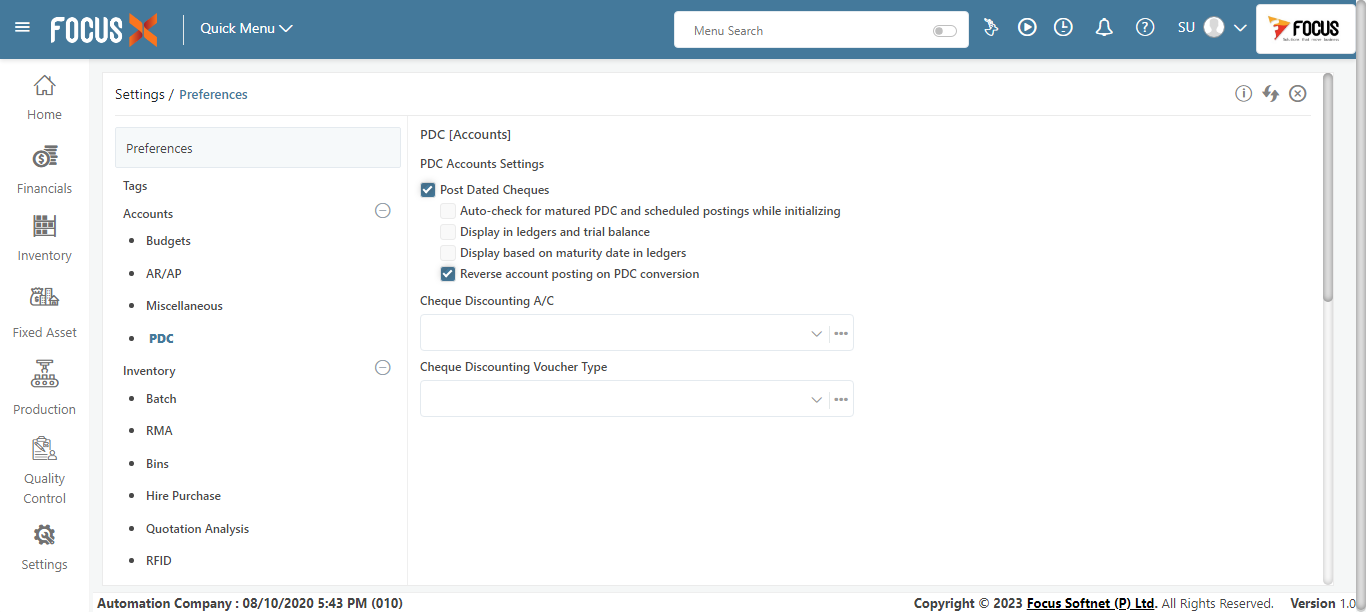 FOCUS X
Quick Menu
Menu Search
SU
FOCUS
Home
Financials
Inventory
Fixed Asset
Production
Quality
Control
Settings
Settings / Preferences
Preferences
Tags
Accounts
Budgets
AR/AP
Miscellaneous
PDC
Inventory
Batch
RMA
Bins
Hire Purchase
Quotation Analysis
RFID
PDC [Accounts]
PDC Accounts Settings
Post Dated Cheques
Auto-check for matured PDC and scheduled postings while initializing
Display in ledgers and trial balance
Display based on maturity date in ledgers
Reverse account posting on PDC conversion
Cheque Discounting A/C
Cheque Discounting Voucher Type
Automation Company : 08/10/2020 5:43 PM (010)
Copyright © 2023 Focus Softnet (P) Ltd. All Rights Reserved. Version 1.0